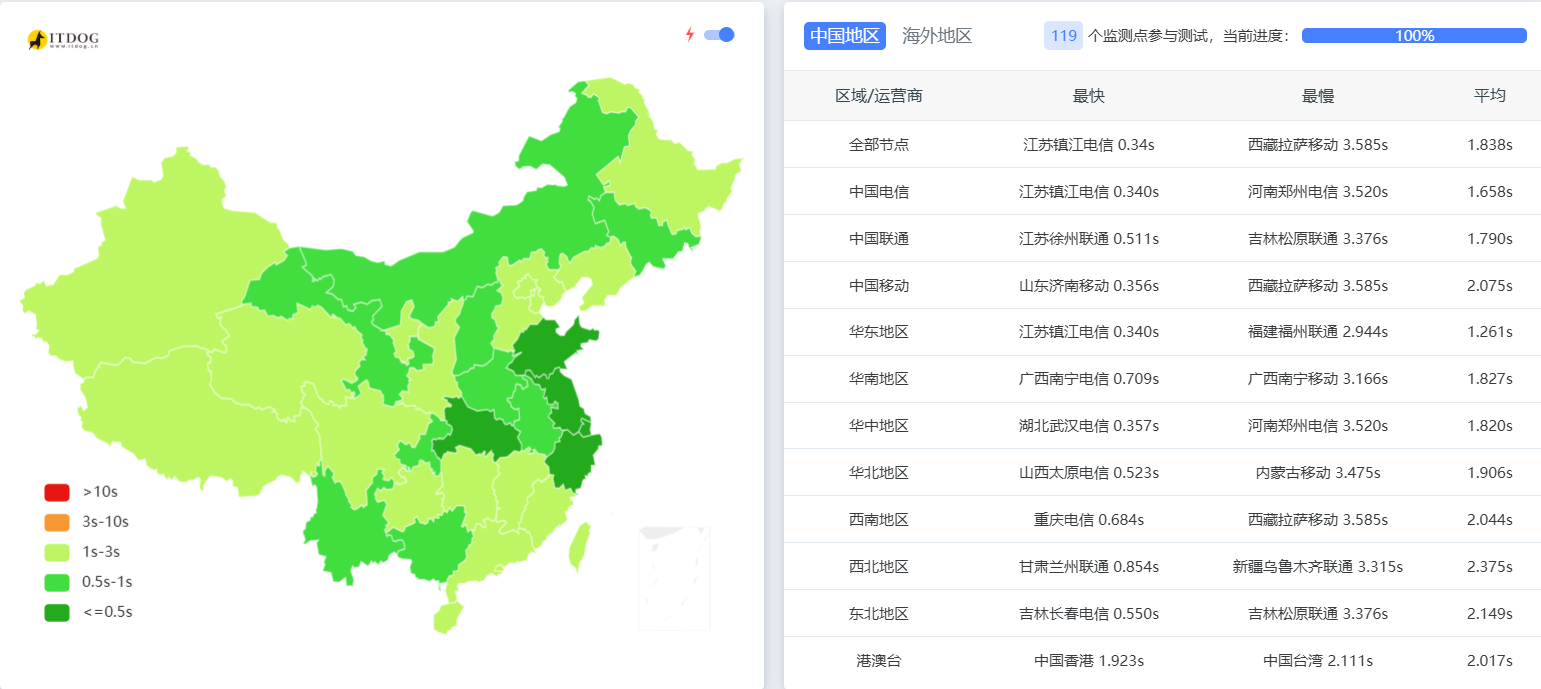 ITDOG
www.itdog.cn
>10s
3s-10s
1s-3s
0.5s-1s
<=0.5s
中国地区 海外地区 119 个监测点参与测试，当前进度： 100%
区域/运营商 最快 最慢 平均
全部节点 江苏镇江电信 0.34s 西藏拉萨移动 3.585s 1.838s
中国电信 江苏镇江电信 0.340s 河南郑州电信 3.520s 1.658s
中国联通 江苏徐州联通 0.511s 吉林松原联通 3.376s 1.790s
中国移动 山东济南移动 0.356s 西藏拉萨移动 3.585s 2.075s
华东地区 江苏镇江电信 0.340s 福建福州联通 2.944s 1.261s
华南地区 广西南宁电信 0.709s 广西南宁移动 3.166s 1.827s
华中地区 湖北武汉电信 0.357s 河南郑州电信 3.520s 1.820s
华北地区 山西太原电信 0.523s 内蒙古移动 3.475s 1.906s
西南地区 重庆电信 0.684s 西藏拉萨移动 3.585s 2.044s
西北地区 甘肃兰州联通 0.854s 新疆乌鲁木齐联通 3.315s 2.375s
东北地区 吉林长春电信 0.550s 吉林松原联通 3.376s 2.149s
港澳台 中国香港 1.923s 中国台湾 2.111s 2.017s